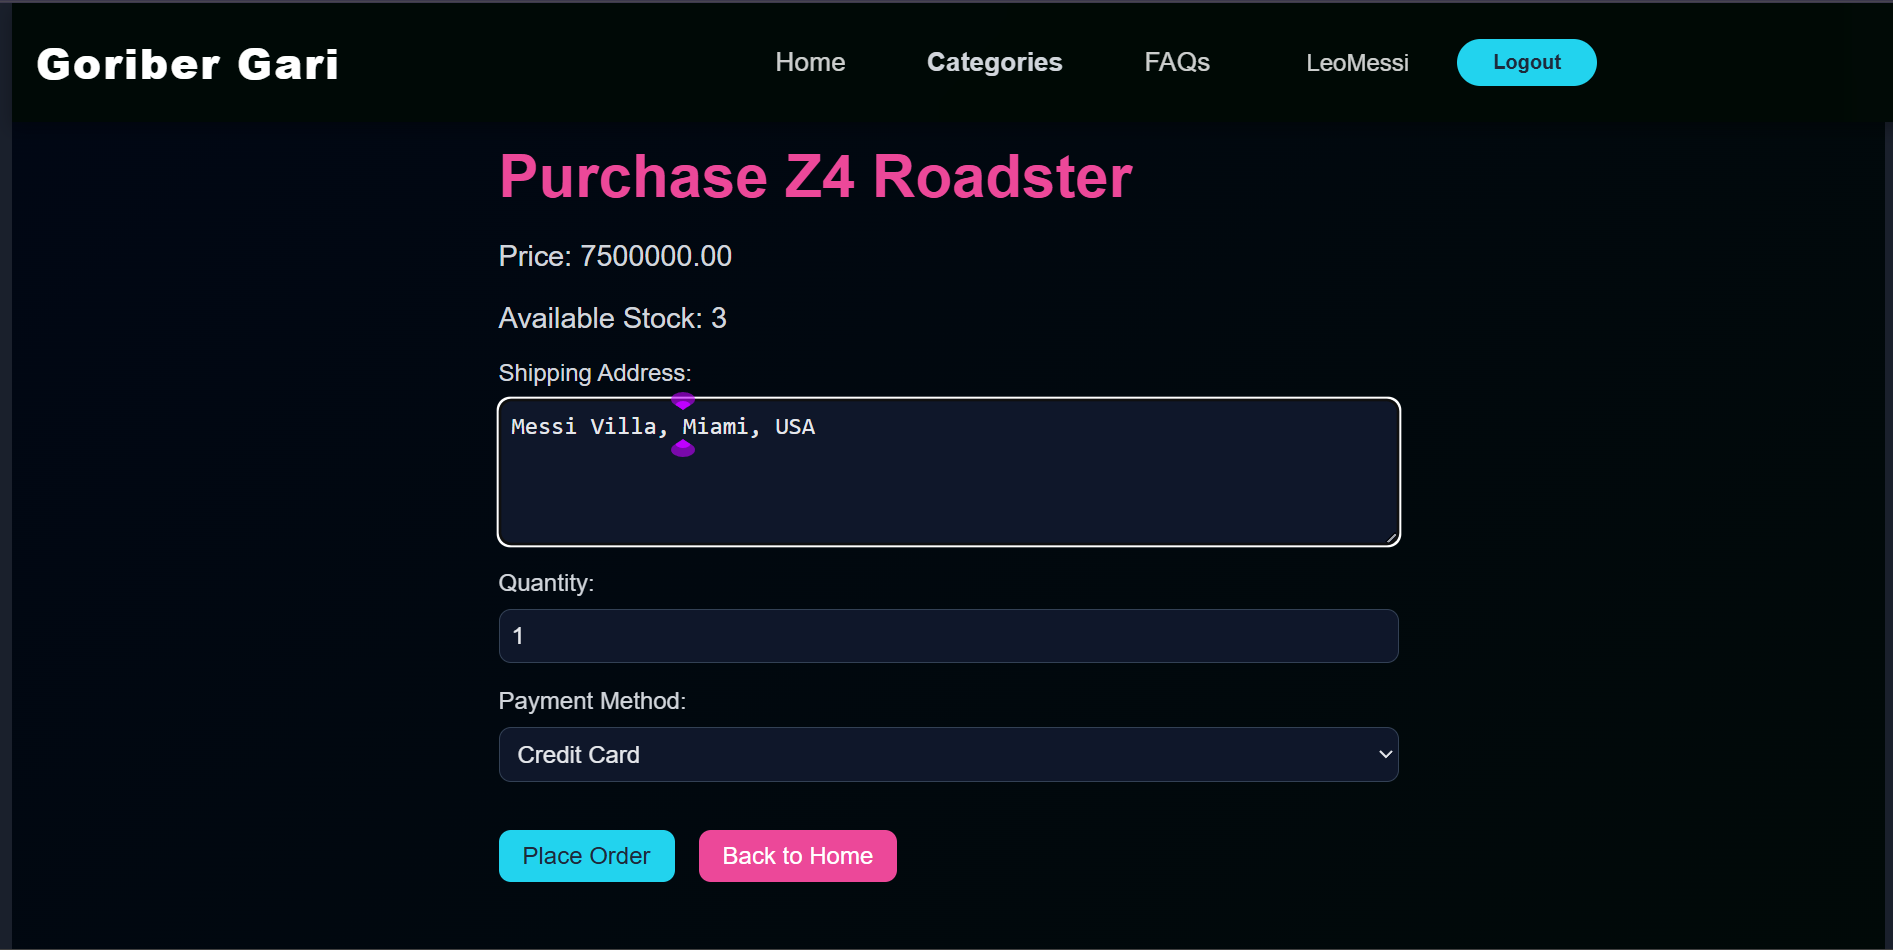 Goriber Gari
Home Categories FAQs LeoMessi Logout
Purchase Z4 Roadster
Price: 7500000.00
Available Stock: 3
Shipping Address:
Messi Villa, Miami, USA
Quantity:
1
Payment Method:
Credit Card
Place Order Back to Home